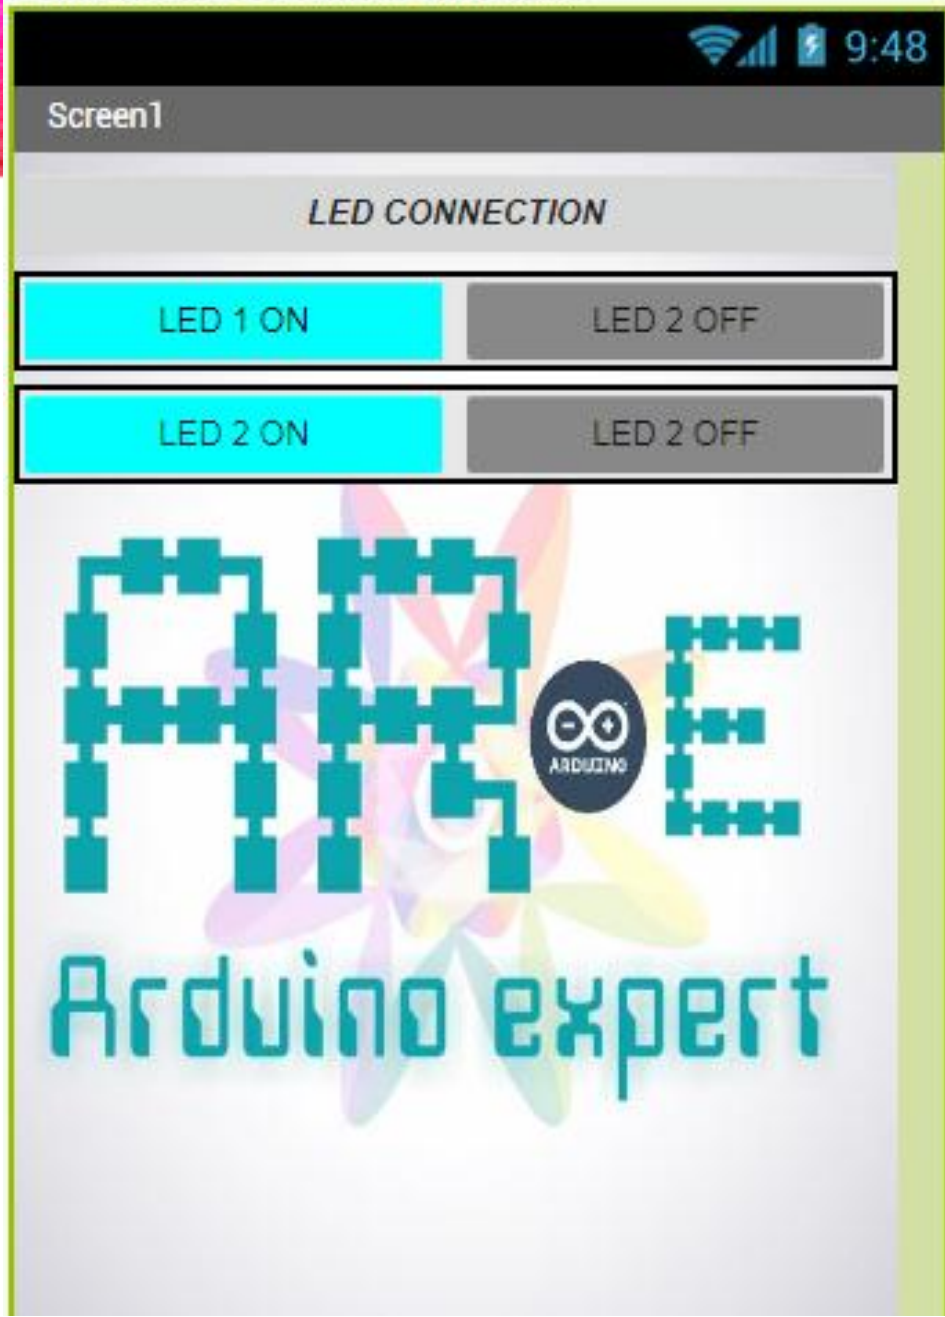 9:48
Screen1
LED CONNECTION
LED 1 ON LED 2 OFF
LED 2 ON LED 2 OFF
AR E
ARDUINO
Arduino expert